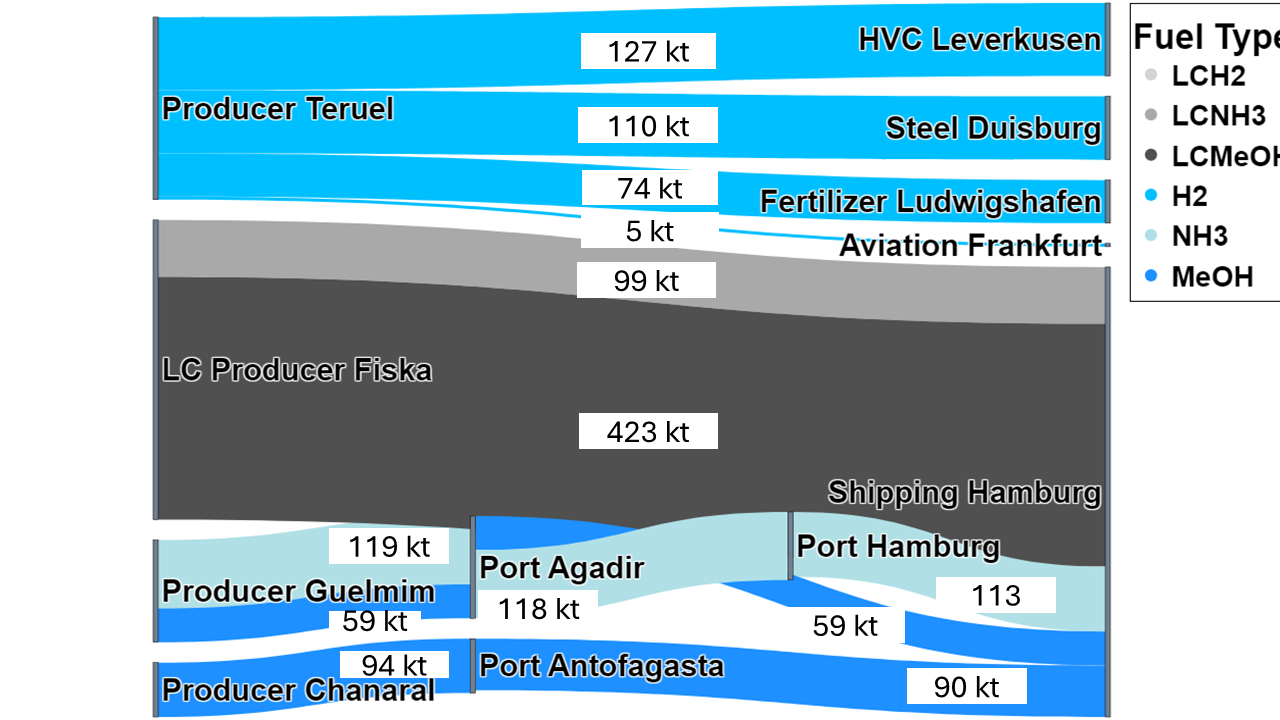 127 kt
HVC Leverkusen
Producer Teruel
110 kt
Steel Duisburg
74 kt
Fertilizer Ludwigshafen
5 kt
Aviation Frankfurt
99 kt
LC Producer Fiska
423 kt
Shipping Hamburg
119 kt
Port Agadir
Port Hamburg
Producer Guelmim
118 kt
113
59 kt
59 kt
94 kt
Port Antofagasta
Producer Chanaral
90 kt
Fuel Type
LCH2
LCNH3
LCMeOH
H2
NH3
MeOH